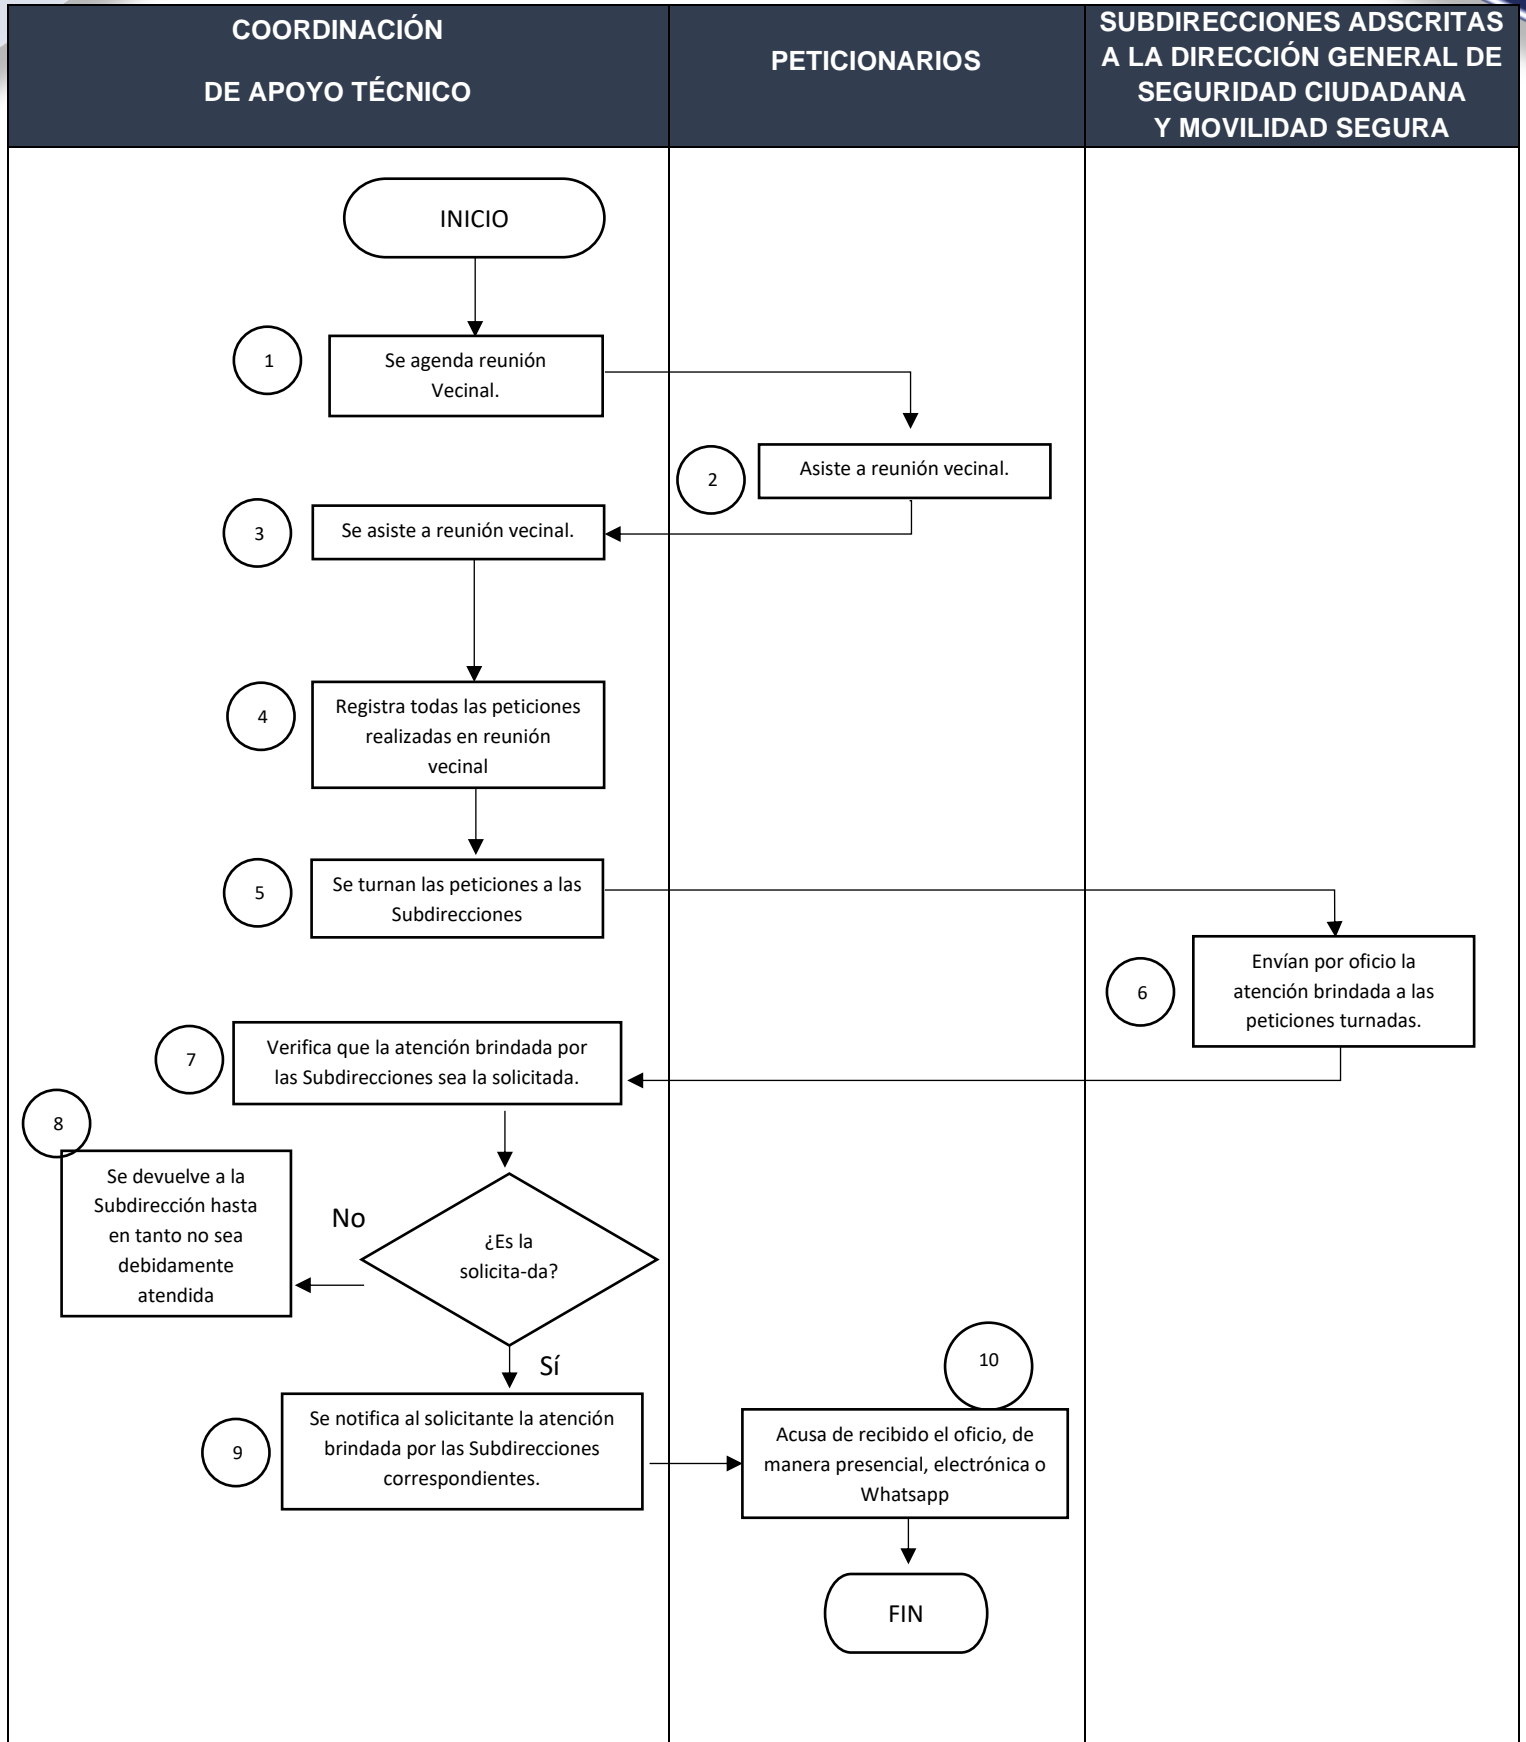 COORDINACIÓN
DE APOYO TÉCNICO
PETICIONARIOS
SUBDIRECCIONES ADSCRITAS
A LA DIRECCIÓN GENERAL DE
SEGURIDAD CIUDADANA
Y MOVILIDAD SEGURA
INICIO
1
Se agenda reunión
Vecinal.
2
Asiste a reunión vecinal.
3
Se asiste a reunión vecinal.
4
Registra todas las peticiones
realizadas en reunión
vecinal
5
Se turnan las peticiones a las
Subdirecciones
6
Envían por oficio la
atención brindada a las
peticiones turnadas.
7
Verifica que la atención brindada por
las Subdirecciones sea la solicitada.
8
Se devuelve a la
Subdirección hasta
en tanto no sea
debidamente
atendida
No
¿Es la
solicita-da?
Sí
9
Se notifica al solicitante la atención
brindada por las Subdirecciones
correspondientes.
10
Acusa de recibido el oficio, de
manera presencial, electrónica o
Whatsapp
FIN